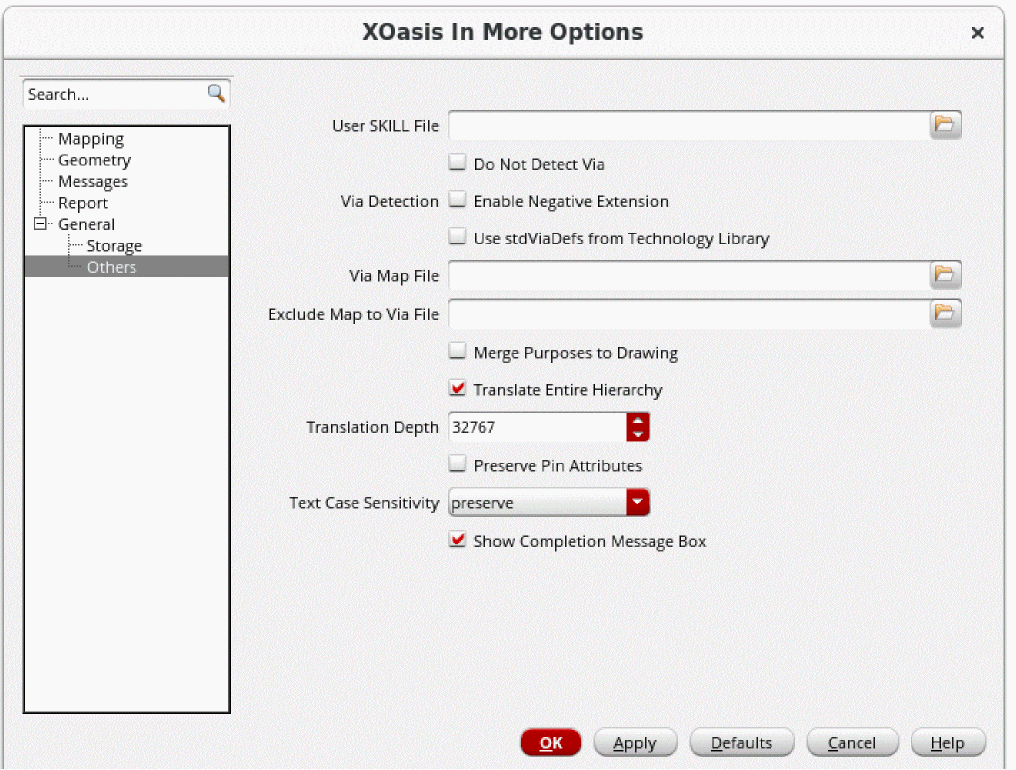 XOasis In More Options
Search...
Mapping
Geometry
Messages
Report
General
Storage
Others
User SKILL File
Do Not Detect Via
Via Detection Enable Negative Extension
Use stdViaDefs from Technology Library
Via Map File
Exclude Map to Via File
Merge Purposes to Drawing
Translate Entire Hierarchy
Translation Depth 32767
Preserve Pin Attributes
Text Case Sensitivity preserve
Show Completion Message Box
OK Apply Defaults Cancel Help